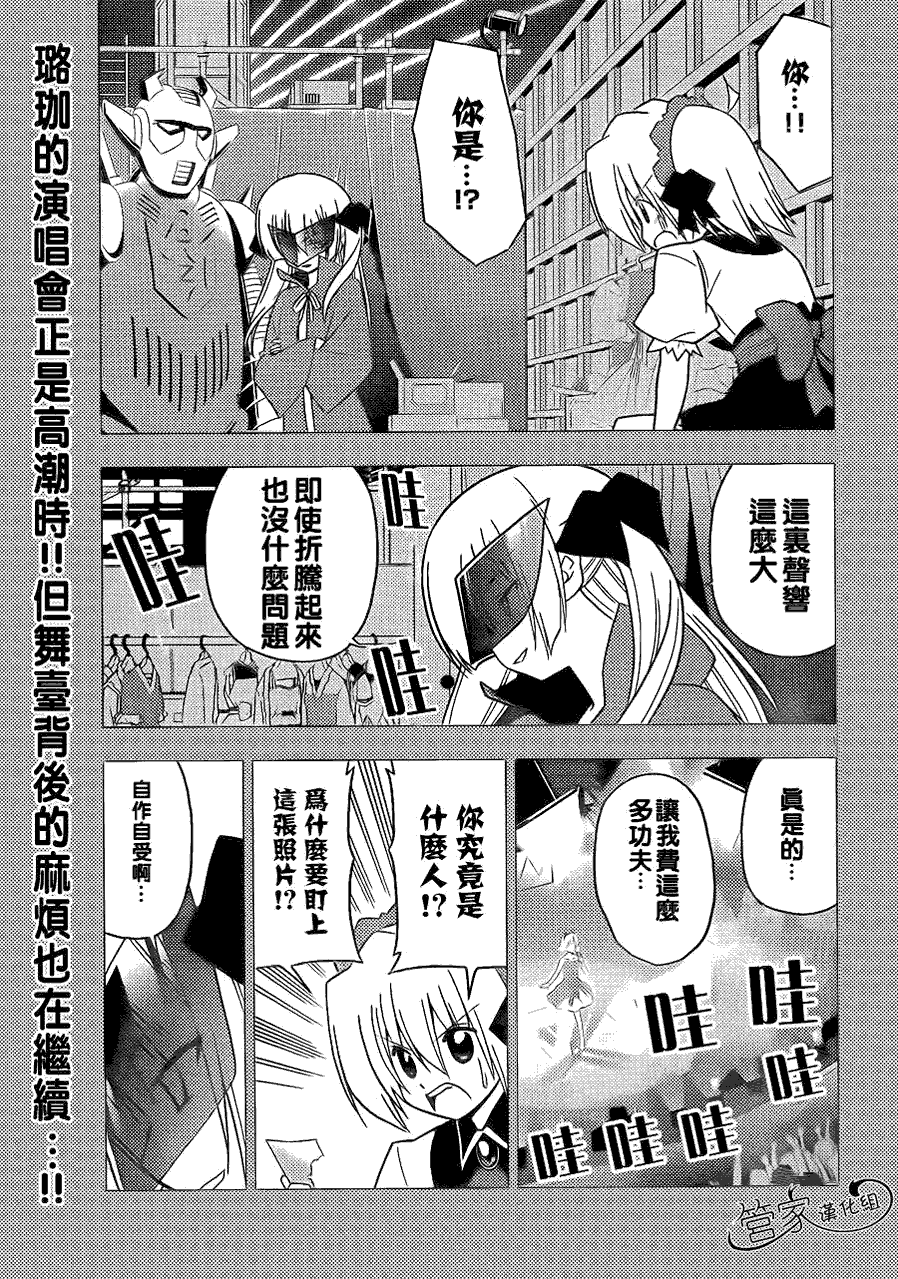 你…!!
你是…!?
這裏聲響
這麼大
即使折騰起來
也沒什麼問題
哇
哇
哇
真是的…
讓我費這麼
多功夫…
哇
哇
哇
哇
哇
哇
你究竟是
什麼人!?
爲什麼要盯上
這張照片!?
自作自受啊…
璐珈的演唱會正是高潮時!!但舞臺背後的麻煩也在繼續…!!
管家漢化組